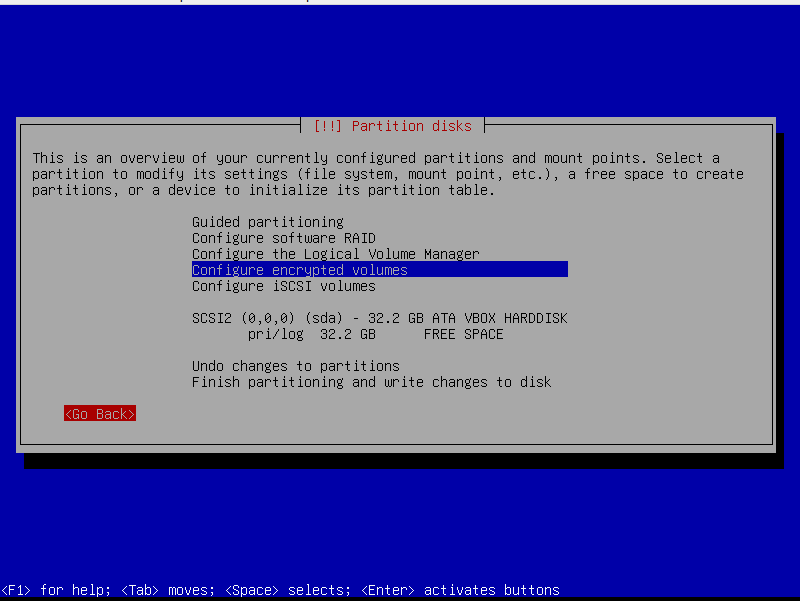 [!!] Partition disks
This is an overview of your currently configured partitions and mount points. Select a
partition to modify its settings (file system, mount point, etc.), a free space to create
partitions, or a device to initialize its partition table.
Guided partitioning
Configure software RAID
Configure the Logical Volume Manager
Configure encrypted volumes
Configure iSCSI volumes
SCSI2 (0,0,0) (sda) - 32.2 GB ATA VBOX HARDDISK
pri/log 32.2 GB FREE SPACE
Undo changes to partitions
Finish partitioning and write changes to disk
<Go Back>
<F1> for help; <Tab> moves; <Space> selects; <Enter> activates buttons